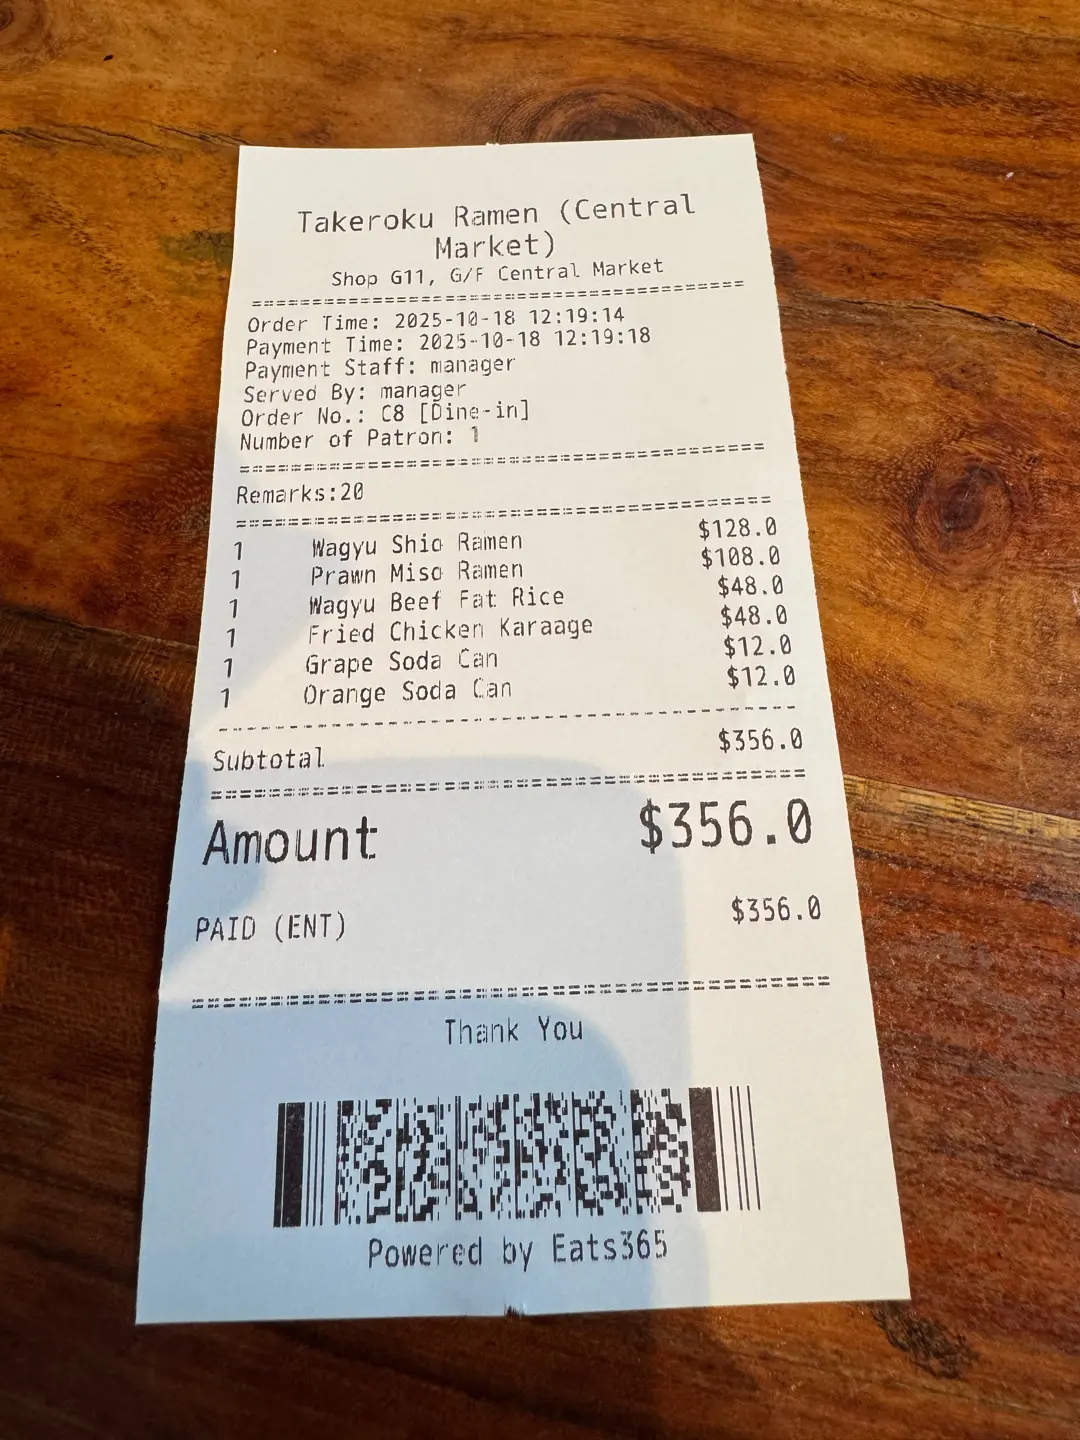 Takeroku Ramen (Central
Market)
Shop G11, G/F Central Market
Order Time: 2025-10-18 12:19:14
Payment Time: 2025-10-18 12:19:18
Payment Staff: manager
Served By: manager
Order No.: C8 [Dine-in]
Number of Patron: 1
Remarks:20
1 Wagyu Shio Ramen $128.0
1 Prawn Miso Ramen $108.0
1 Wagyu Beef Fat Rice $48.0
1 Fried Chicken Karaage $48.0
1 Grape Soda Can $12.0
1 Orange Soda Can $12.0
Subtotal $356.0
Amount $356.0
PAID (ENT) $356.0
Thank You
Powered by Eats365